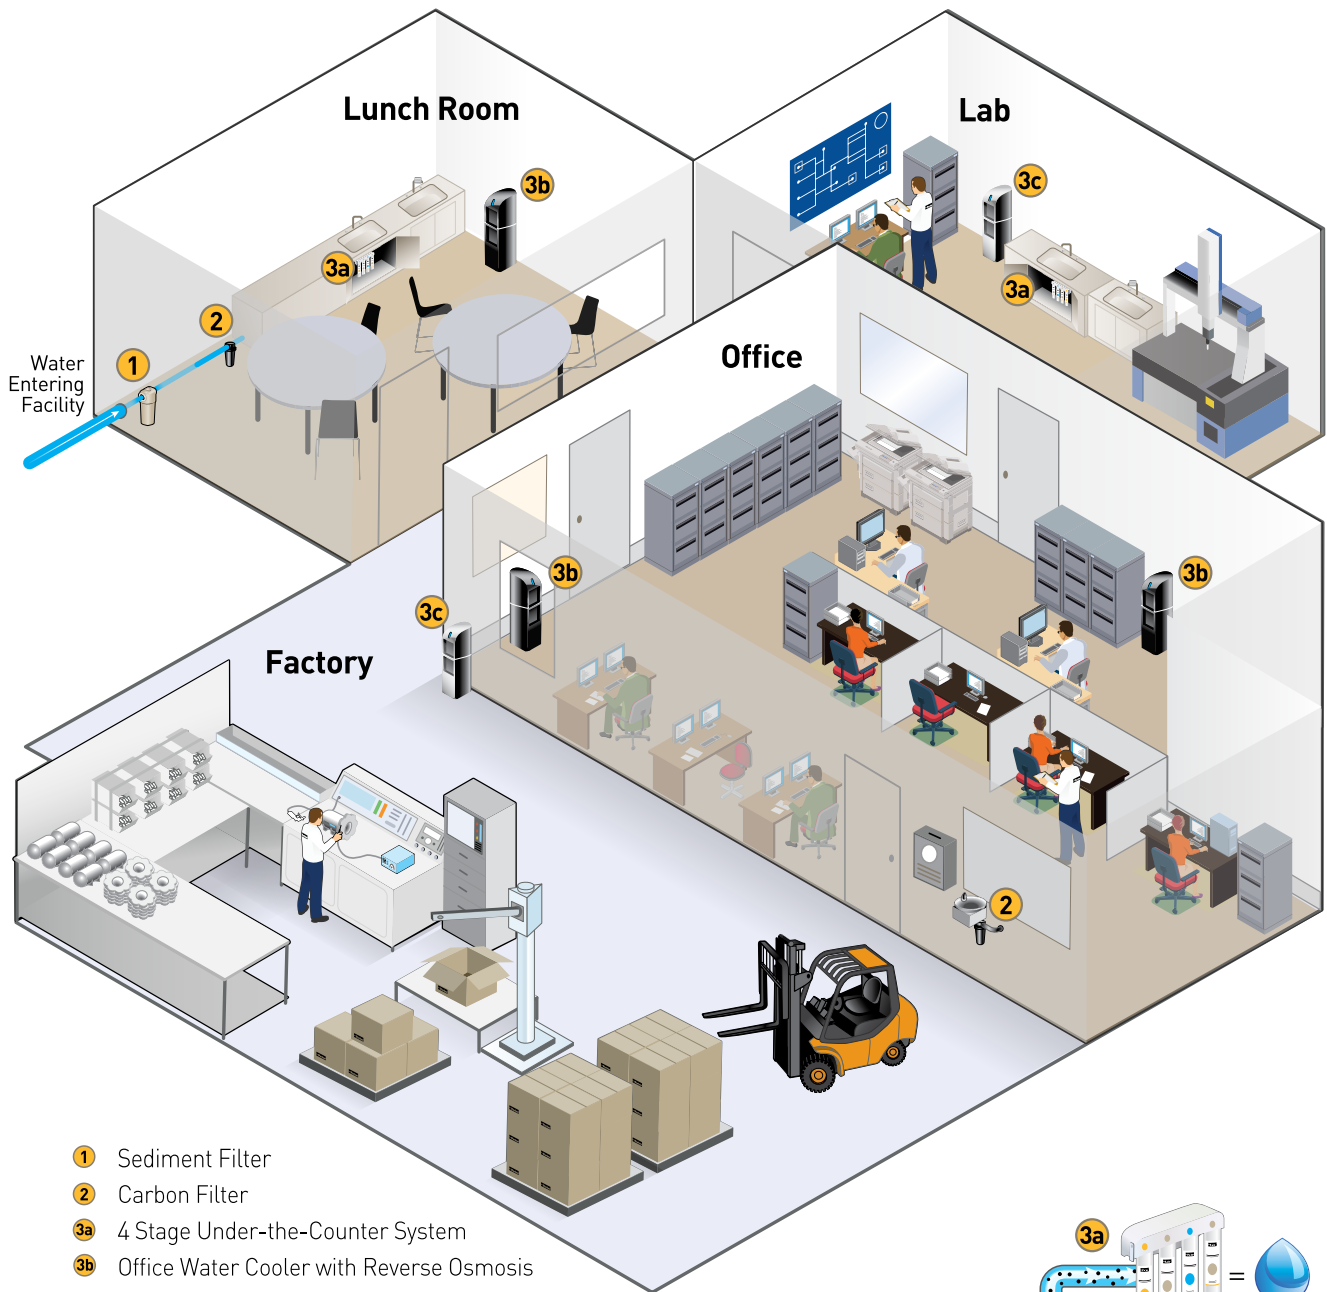 Lunch Room
Lab
3b
3c
3a
3a
2
1
Water
Entering
Facility
Office
3b
3b
3c
Factory
2
1 Sediment Filter
2 Carbon Filter
3a 4 Stage Under-the-Counter System
3b Office Water Cooler with Reverse Osmosis
3a
=